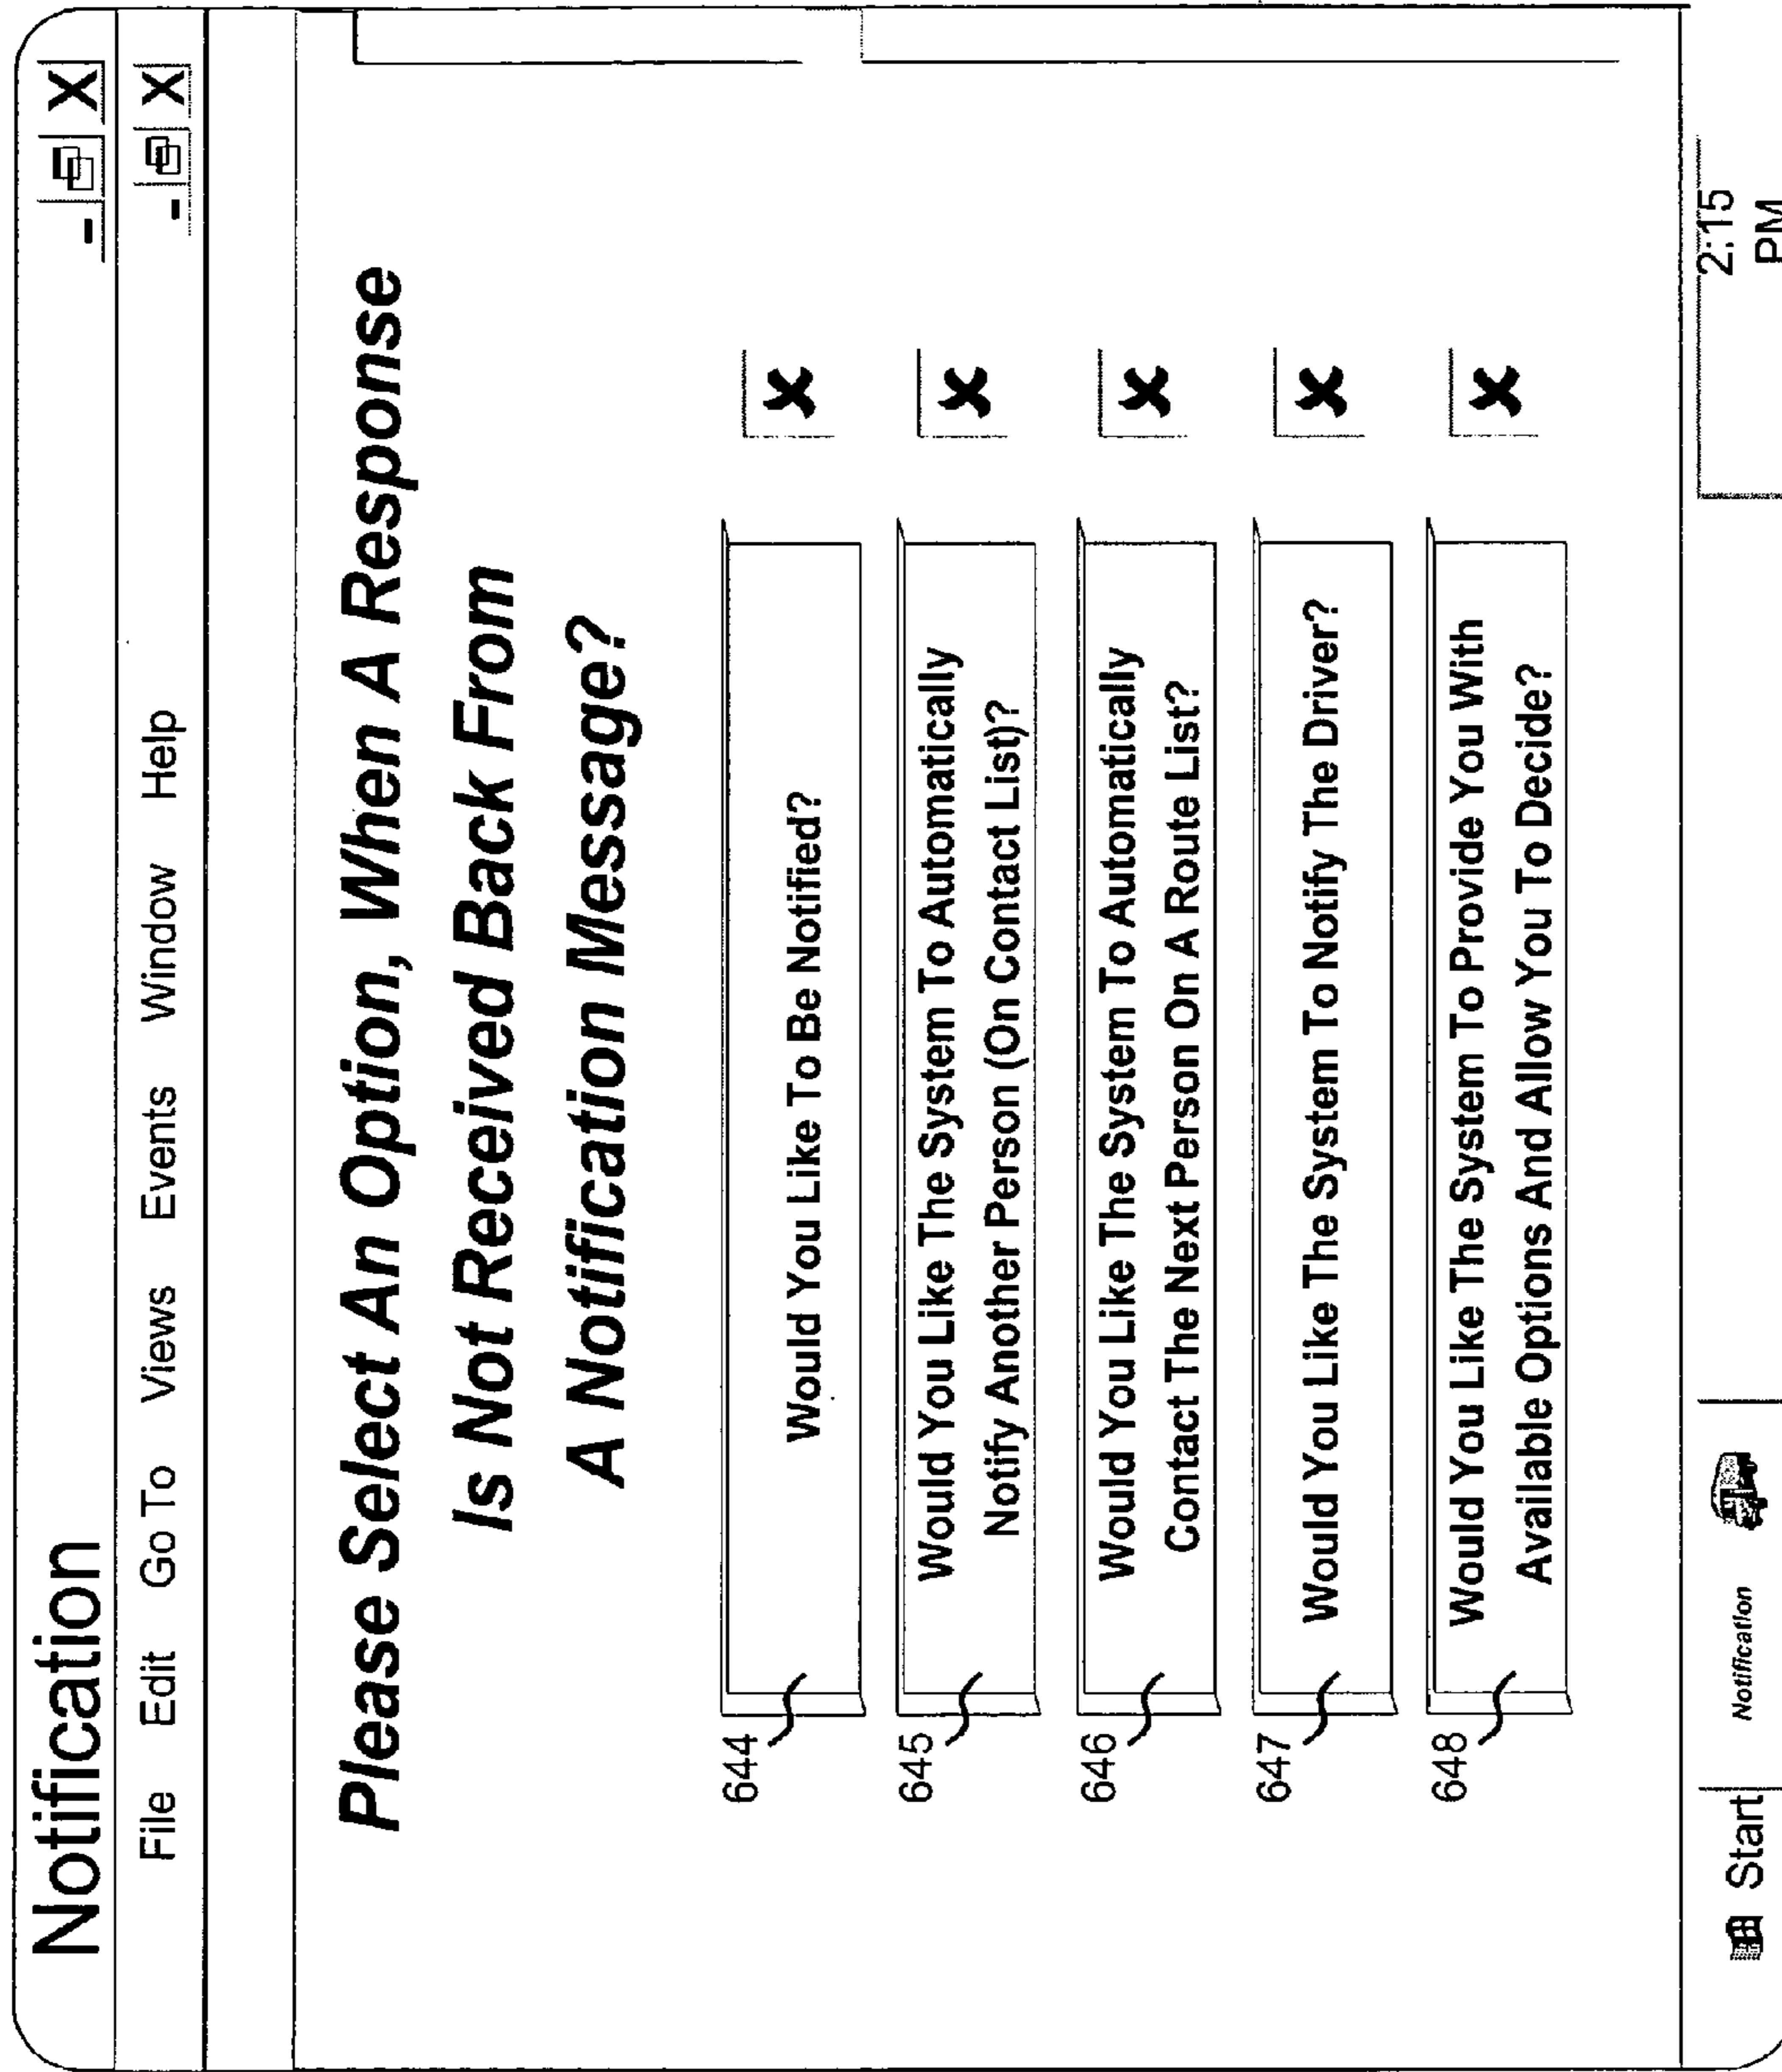 Notification
_ X
File Edit Go To Views Events Window Help
_ X
Please Select An Option, When A Response
Is Not Received Back From
A Notification Message?
644
Would You Like To Be Notified?
X
645
Would You Like The System To Automatically
Notify Another Person (On Contact List)?
X
646
Would You Like The System To Automatically
Contact The Next Person On A Route List?
X
647
Would You Like The System To Notify The Driver?
X
648
Would You Like The System To Provide You With
Available Options And Allow You To Decide?
X
Start
Notification
2:15
PM